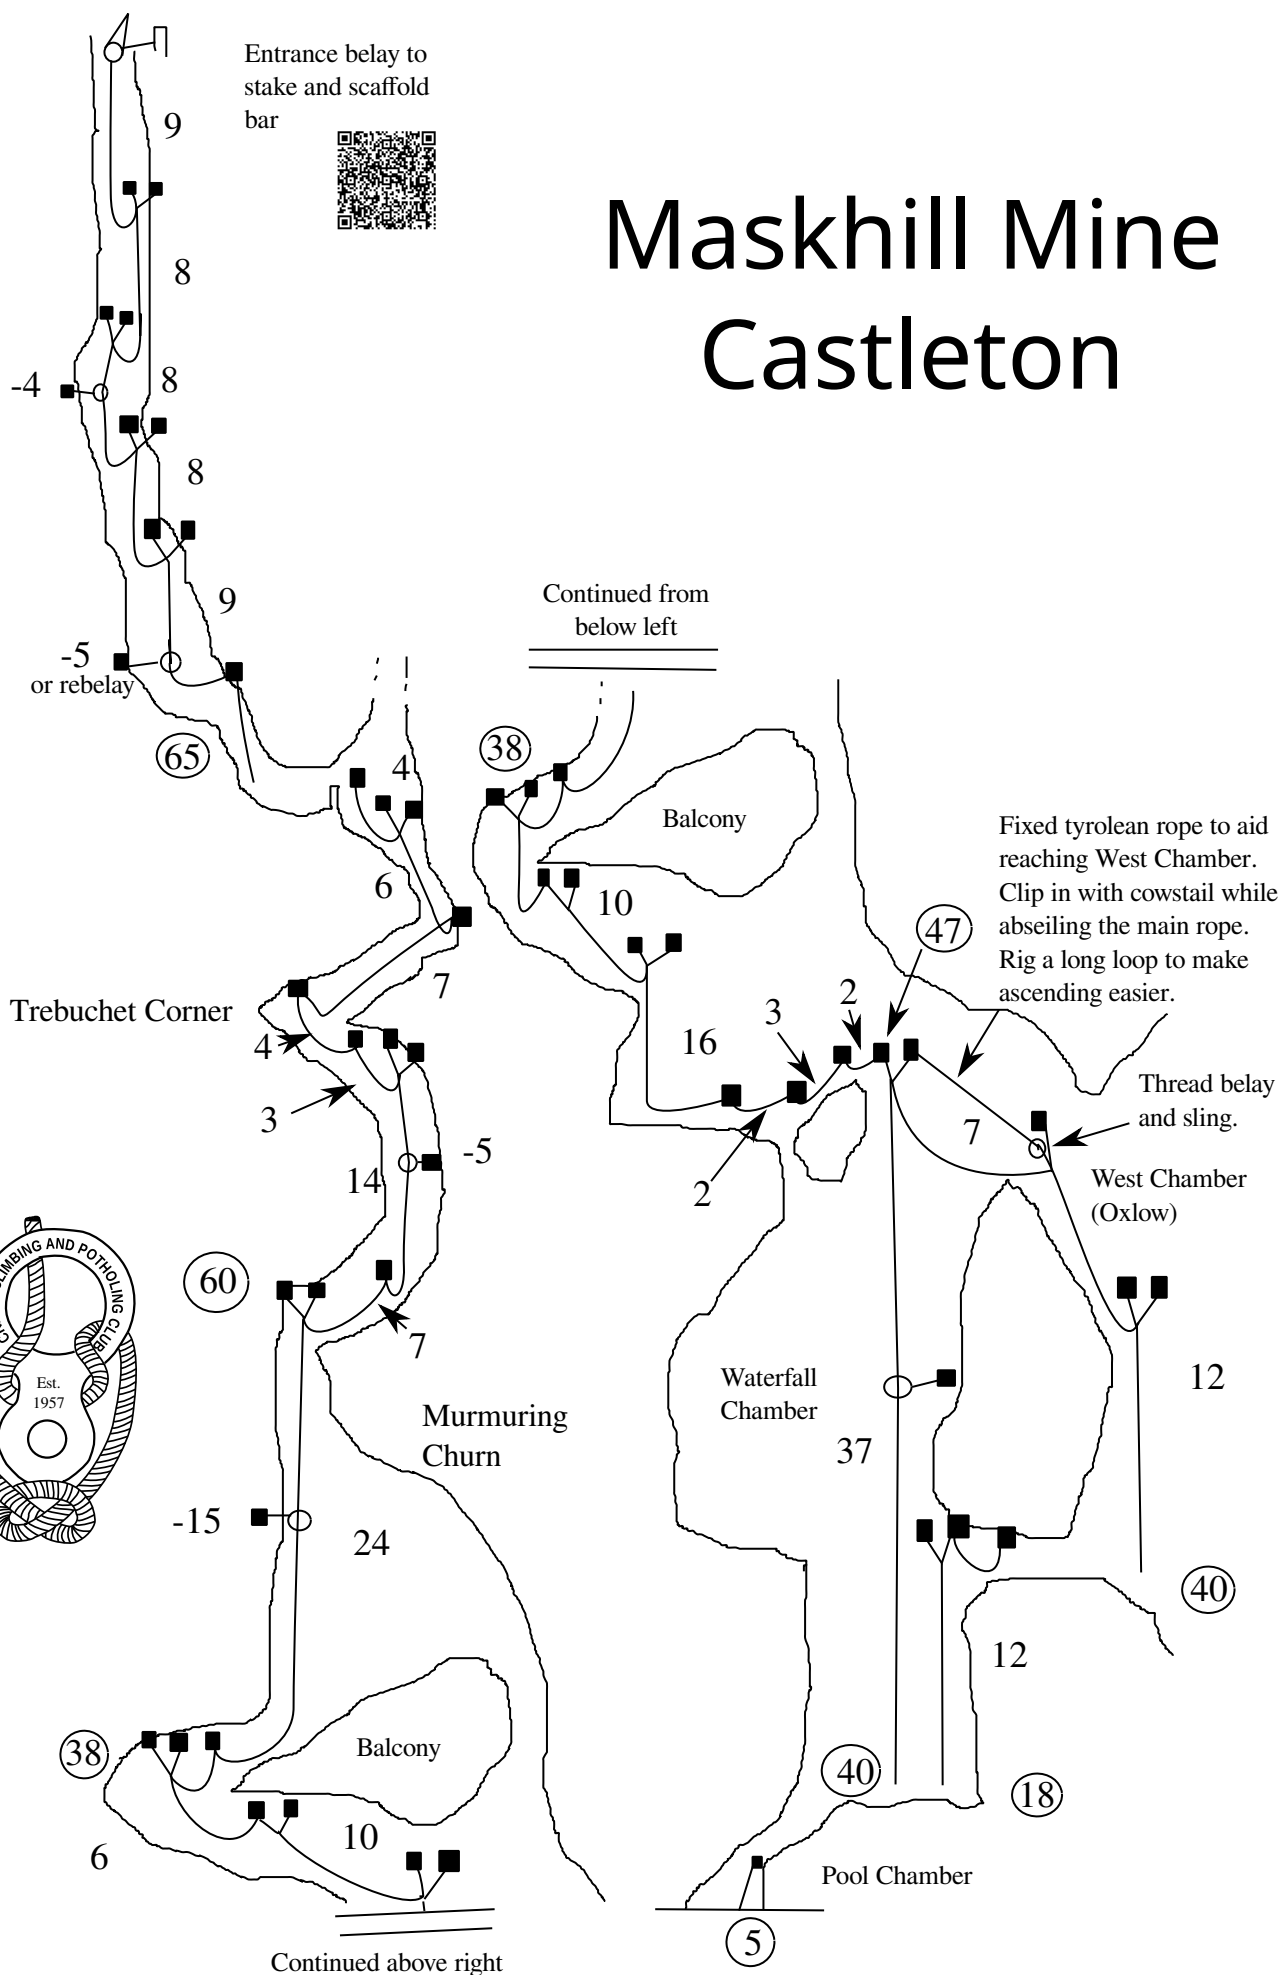 Entrance belay to
stake and scaffold
bar
Maskhill Mine
Castleton
9
8
-4
8
8
9
-5
or rebelay
65
4
6
7
Trebuchet Corner
4
3
14
-5
60
7
Murmuring
Churn
-15
24
38
Balcony
6
10
Continued above right
CLIMBING AND POTHOLING CLUB
Est.
1957
Continued from
below left
38
Balcony
10
16
2
3
2
47
Fixed tyrolean rope to aid
reaching West Chamber.
Clip in with cowstail while
abseiling the main rope.
Rig a long loop to make
ascending easier.
7
Thread belay
and sling.
West Chamber
(Oxlow)
12
40
Waterfall
Chamber
37
12
40
18
Pool Chamber
5